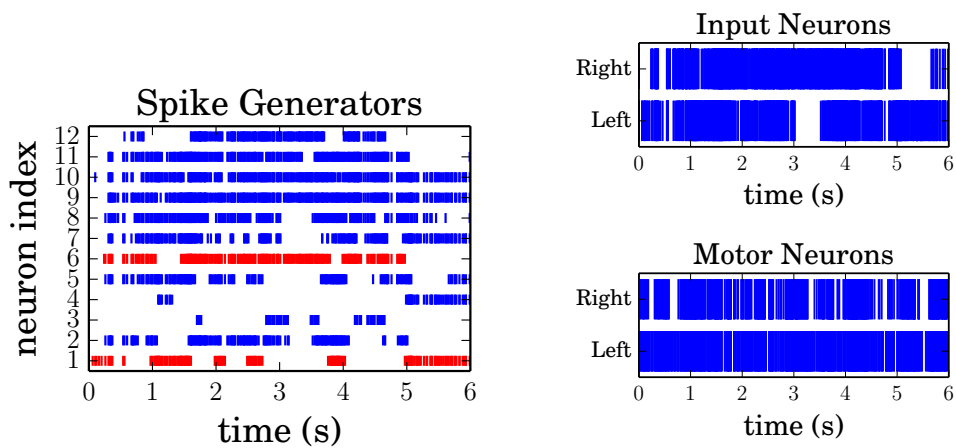 Spike Generators
neuron index
12
11
10
9
8
7
6
5
4
3
2
1
0 1 2 3 4 5 6
time (s)
Input Neurons
Right
Left
0 1 2 3 4 5 6
time (s)
Motor Neurons
Right
Left
0 1 2 3 4 5 6
time (s)